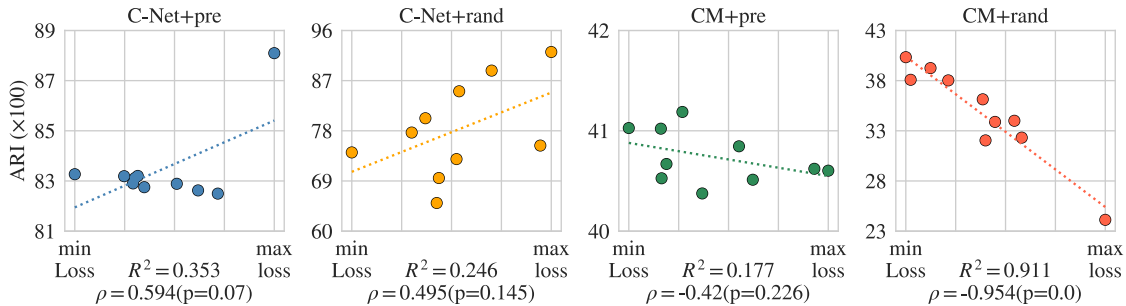 C-Net+pre
C-Net+rand
CM+pre
CM+rand
ARI (×100)
89
87
85
83
81
96
87
78
69
60
42
41
40
43
38
33
28
23
min
Loss
max
loss
min
Loss
max
loss
min
Loss
max
loss
min
Loss
max
loss
R² = 0.353
ρ = 0.594(p=0.07)
R² = 0.246
ρ = 0.495(p=0.145)
R² = 0.177
ρ = -0.42(p=0.226)
R² = 0.911
ρ = -0.954(p=0.0)